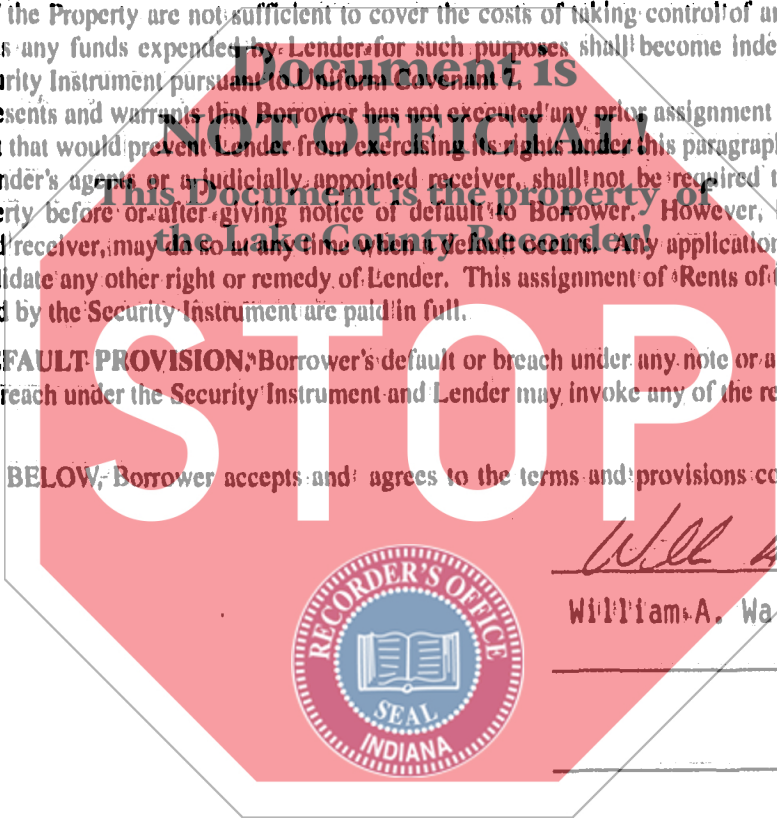 the Property are not sufficient to cover the costs of taking control of
s any funds expended by Lender for such purposes shall become
rity Instrument pursuant to Uniform Covenant 7.
Document is
sents and warrants that Borrower has not executed any prior assignment
NOT OFFICIAL!
that would prevent Lender from exercising its rights under this paragraph
nder's agents or a judicially appointed receiver, shall not be required
This Document is the property of
rty before or after giving notice of default to Borrower. However,
the Lake County Recorder!
receiver, may do so at any time when a default occurs. Any application
idate any other right or remedy of Lender. This assignment of Rents of
d by the Security Instrument are paid in full.
STOP
FAULT PROVISION. Borrower's default or breach under any note or
reach under the Security Instrument and Lender may invoke any of the
BELOW, Borrower accepts and agrees to the terms and provisions
William A. Wa
RECORDER'S OFFICE
SEAL
INDIANA